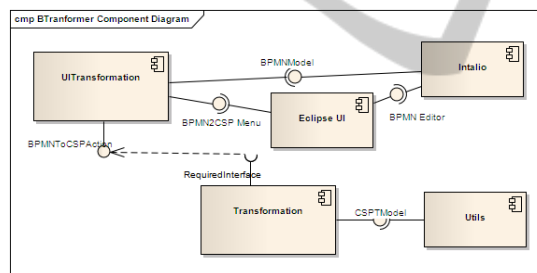 cmp BTranformer Component Diagram
UITransformation
BPMNModel
Intalio
BPMN2CSP Menu
Eclipse UI
BPMN Editor
BPMNToCSPAction
RequiredInterface
Transformation
CSPTModel
Utils